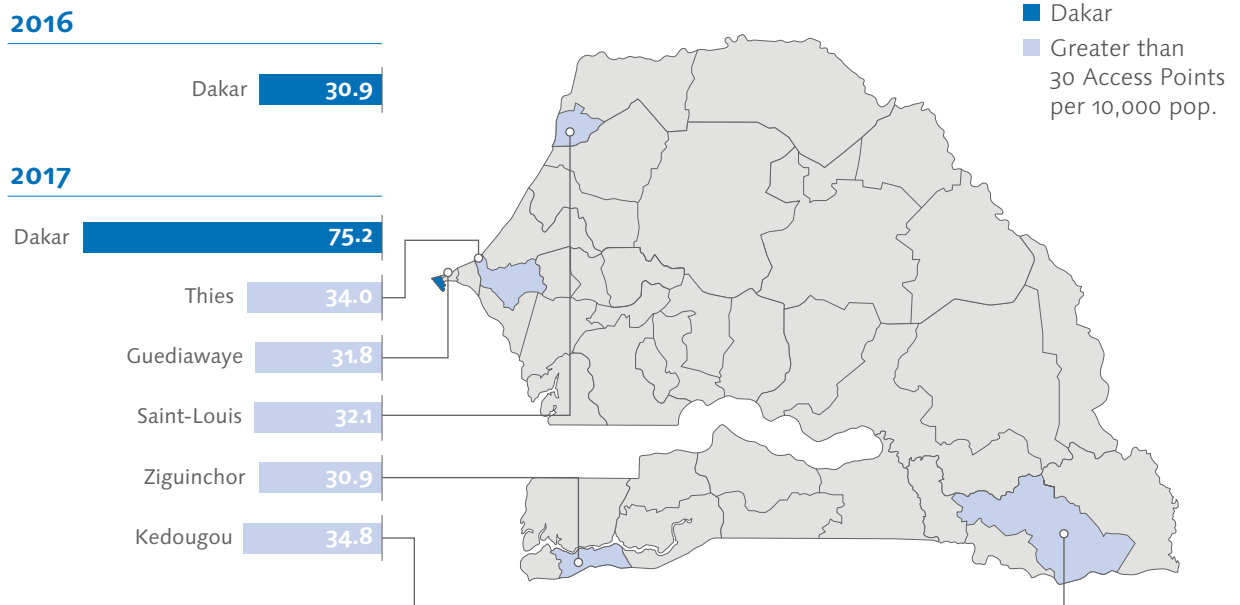 2016
Dakar 30.9
2017
Dakar 75.2
Thies 34.0
Guediawaye 31.8
Saint-Louis 32.1
Ziguinchor 30.9
Kedougou 34.8
Dakar
Greater than
30 Access Points
per 10,000 pop.